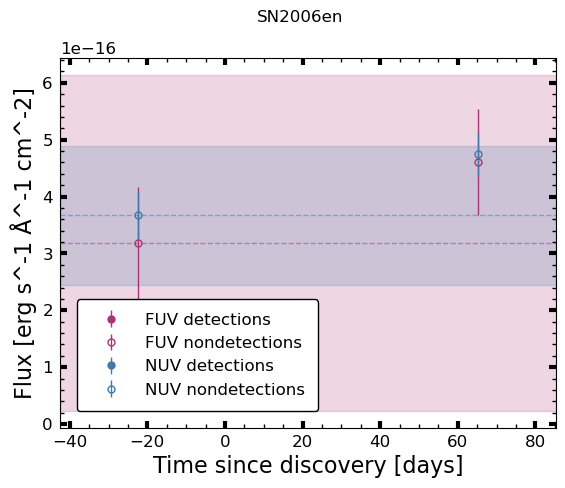 SN2006en
1e−16
6
5
4
3
2
1
0
Flux [erg s^-1 Å^-1 cm^-2]
FUV detections
FUV nondetections
NUV detections
NUV nondetections
−40 −20 0 20 40 60 80
Time since discovery [days]